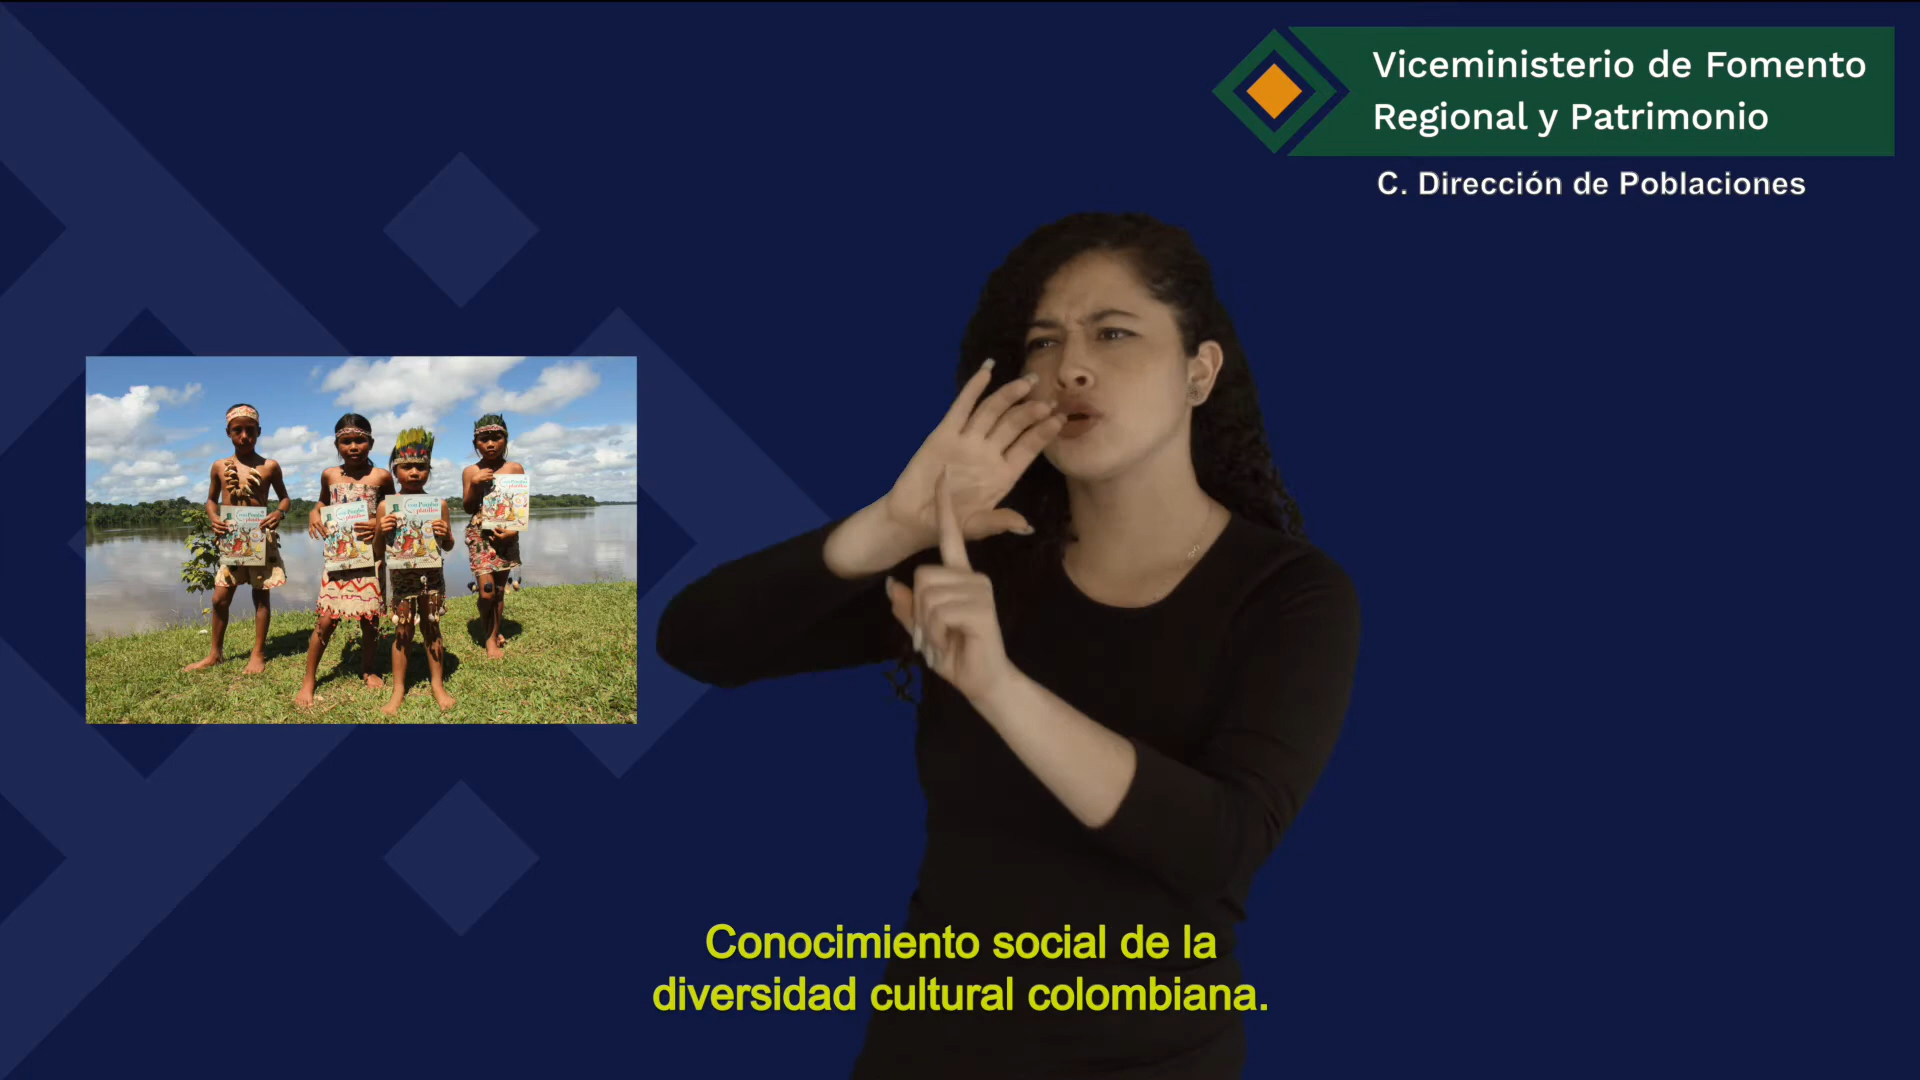 Viceministerio de Fomento
Regional y Patrimonio
C. Dirección de Poblaciones
Conocimiento social de la
diversidad cultural colombiana.